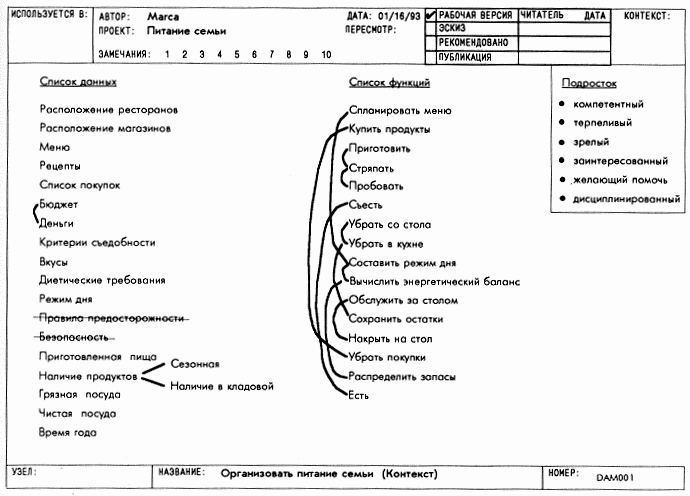 ИСПОЛЬЗУЕТСЯ В: АВТОР: Marca ДАТА: 01/16/93 РАБОЧАЯ ВЕРСИЯ ЧИТАТЕЛЬ ДАТА КОНТЕКСТ:
ПРОЕКТ: Питание семьи ПЕРЕСМОТР: ЭСКИЗ
РЕКОМЕНДОВАНО
ЗАМЕЧАНИЯ: 1 2 3 4 5 6 7 8 9 10 ПУБЛИКАЦИЯ
Список данных
Расположение ресторанов
Расположение магазинов
Меню
Рецепты
Список покупок
Бюджет
Деньги
Критерии съедобности
Вкусы
Диетические требования
Режим дня
Правила предосторожности
Безопасность
Приготовленная пища
Наличие продуктов
Сезонная
Наличие в кладовой
Грязная посуда
Чистая посуда
Время года
Список функций
Спланировать меню
Купить продукты
Приготовить
Стряпать
Пробовать
Съесть
Убрать со стола
Убрать в кухне
Составить режим дня
Вычислить энергетический баланс
Обслужить за столом
Сохранить остатки
Накрыть на стол
Убрать покупки
Распределить запасы
Есть
Подросток
• компетентный
• терпеливый
• зрелый
• заинтересованный
• желающий помочь
• дисциплинированный
УЗЕЛ: НАЗВАНИЕ: Организовать питание семьи (Контекст) НОМЕР: DAM001